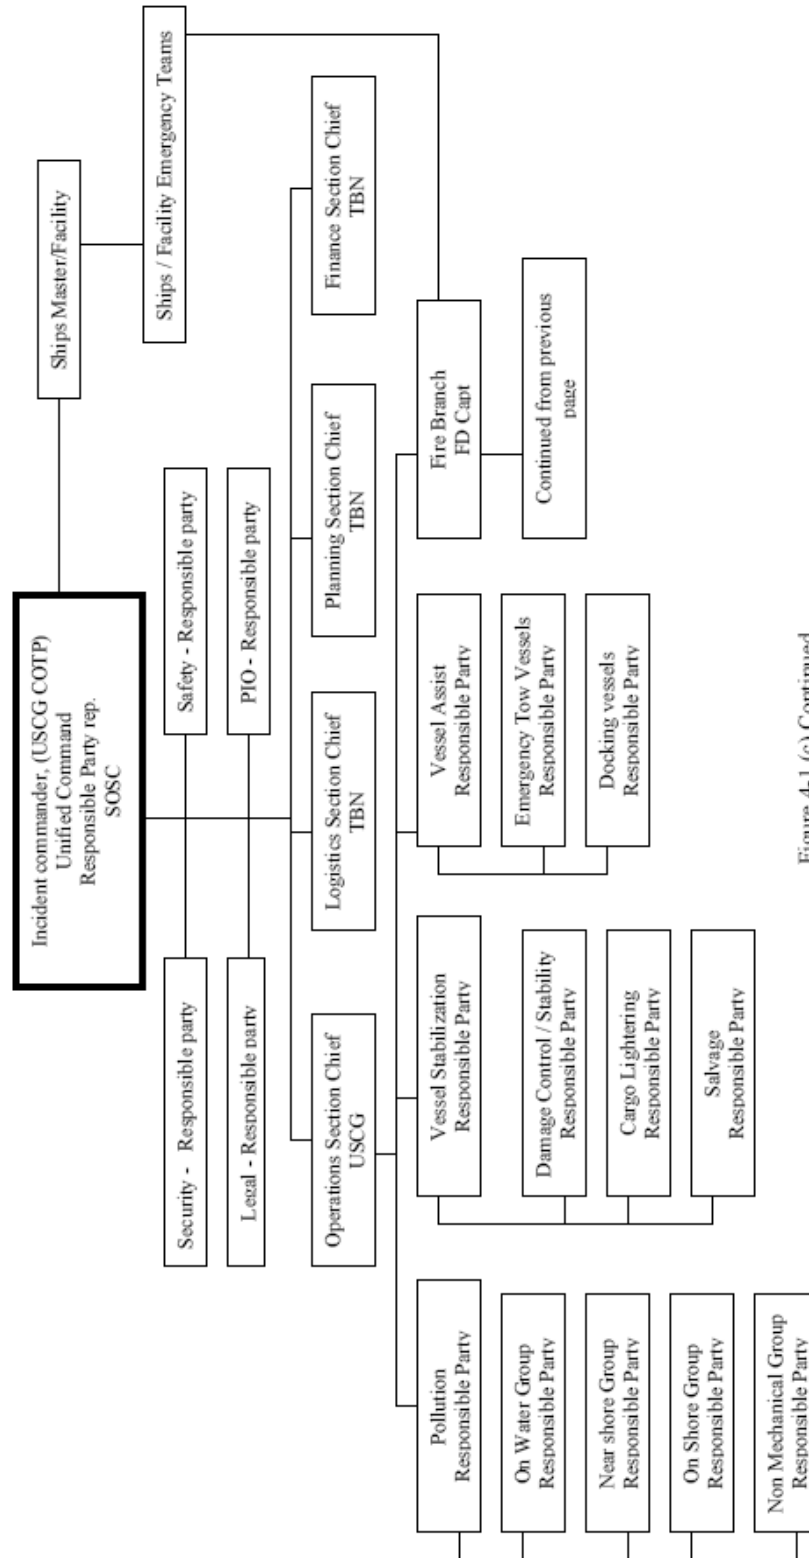 Incident commander, (USCG COTP)
Unified Command
Responsible Party rep.
SOSC
Ships Master/Facility
Ships / Facility Emergency Teams
Security - Responsible party
Safety - Responsible party
Legal - Responsible party
PIO - Responsible party
Operations Section Chief
USCG
Logistics Section Chief
TBN
Planning Section Chief
TBN
Finance Section Chief
TBN
Pollution
Responsible Party
On Water Group
Responsible Party
Near shore Group
Responsible Party
On Shore Group
Responsible Party
Non Mechanical Group
Responsible Party
Vessel Stabilization
Responsible Party
Damage Control / Stability
Responsible Party
Cargo Lightering
Responsible Party
Salvage
Responsible Party
Vessel Assist
Responsible Party
Emergency Tow Vessels
Responsible Party
Docking vessels
Responsible Party
Fire Branch
FD Capt
Continued from previous
page
Figure 4-1 (c) Continued